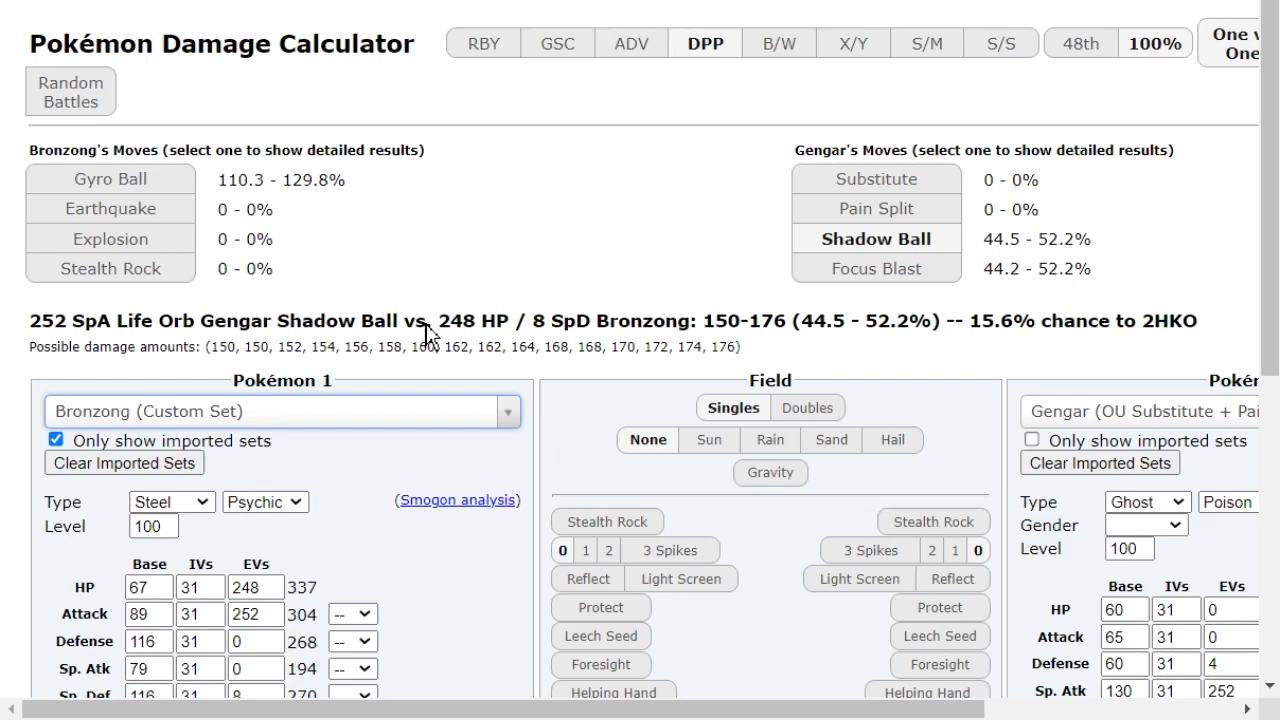 Pokémon Damage Calculator
RBY GSC ADV DPP B/W X/Y S/M S/S 48th 100% One v
One
Random
Battles
Bronzong's Moves (select one to show detailed results)
Gyro Ball 110.3 - 129.8%
Earthquake 0 - 0%
Explosion 0 - 0%
Stealth Rock 0 - 0%
Gengar's Moves (select one to show detailed results)
Substitute 0 - 0%
Pain Split 0 - 0%
Shadow Ball 44.5 - 52.2%
Focus Blast 44.2 - 52.2%
252 SpA Life Orb Gengar Shadow Ball vs. 248 HP / 8 SpD Bronzong: 150-176 (44.5 - 52.2%) -- 15.6% chance to 2HKO
Possible damage amounts: (150, 150, 152, 154, 156, 158, 160, 162, 162, 164, 168, 168, 170, 172, 174, 176)
Pokémon 1
Bronzong (Custom Set)
Only show imported sets
Clear Imported Sets
Type Steel Psychic (Smogon analysis)
Level 100
Base IVs EVs
HP 67 31 248 337
Attack 89 31 252 304 --
Defense 116 31 0 268 --
Sp. Atk 79 31 0 194 --
Sp. Def 116 31 8 270
Field
Singles Doubles
None Sun Rain Sand Hail
Gravity
Stealth Rock Stealth Rock
0 1 2 3 Spikes 3 Spikes 2 1 0
Reflect Light Screen Light Screen Reflect
Protect Protect
Leech Seed Leech Seed
Foresight Foresight
Helping Hand Helping Hand
Pokér
Gengar (OU Substitute + Pai
Only show imported sets
Clear Imported Sets
Type Ghost Poison
Gender
Level 100
Base IVs EVs
HP 60 31 0
Attack 65 31 0
Defense 60 31 4
Sp. Atk 130 31 252